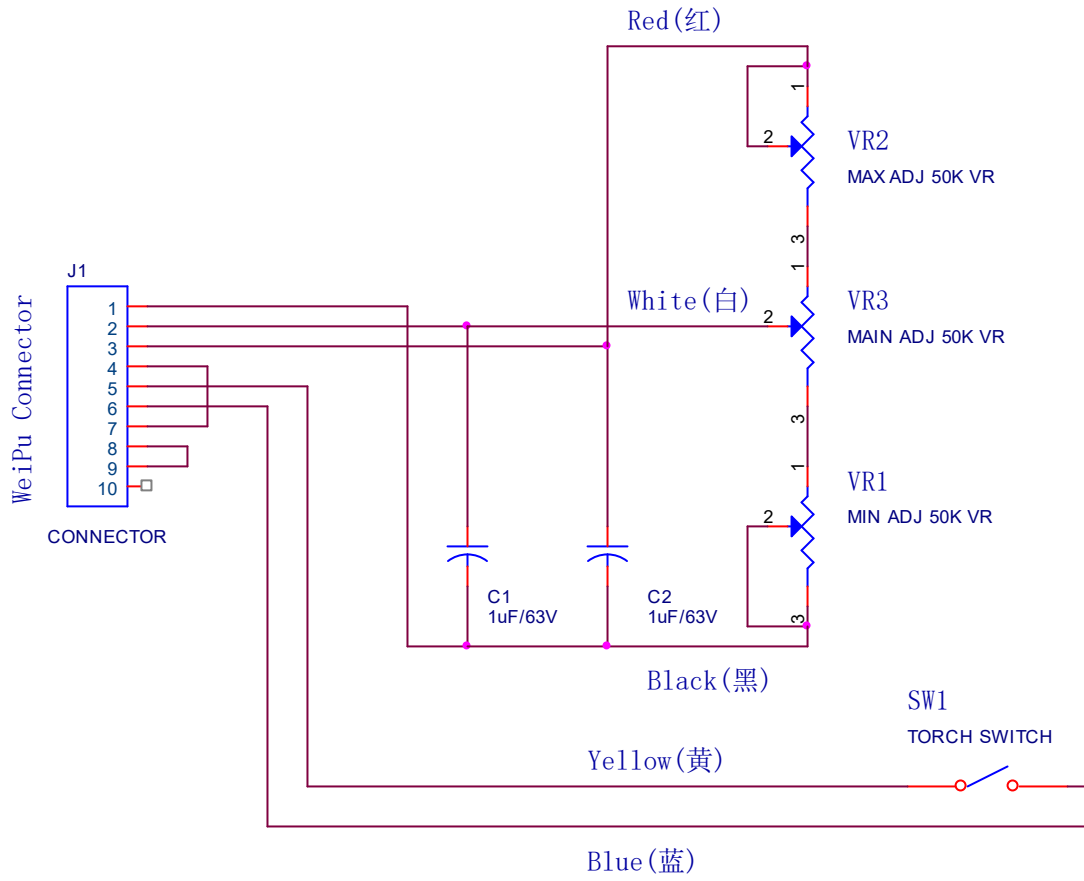 Red(红)
1
2
VR2
MAX ADJ 50K VR
3
J1
1
WeiPu Connector
1
2
3
4
5
6
7
8
9
10
CONNECTOR
White(白)
2
VR3
MAIN ADJ 50K VR
3
1
2
VR1
MIN ADJ 50K VR
3
C1
1uF/63V
C2
1uF/63V
Black(黑)
SW1
TORCH SWITCH
Yellow(黄)
Blue(蓝)